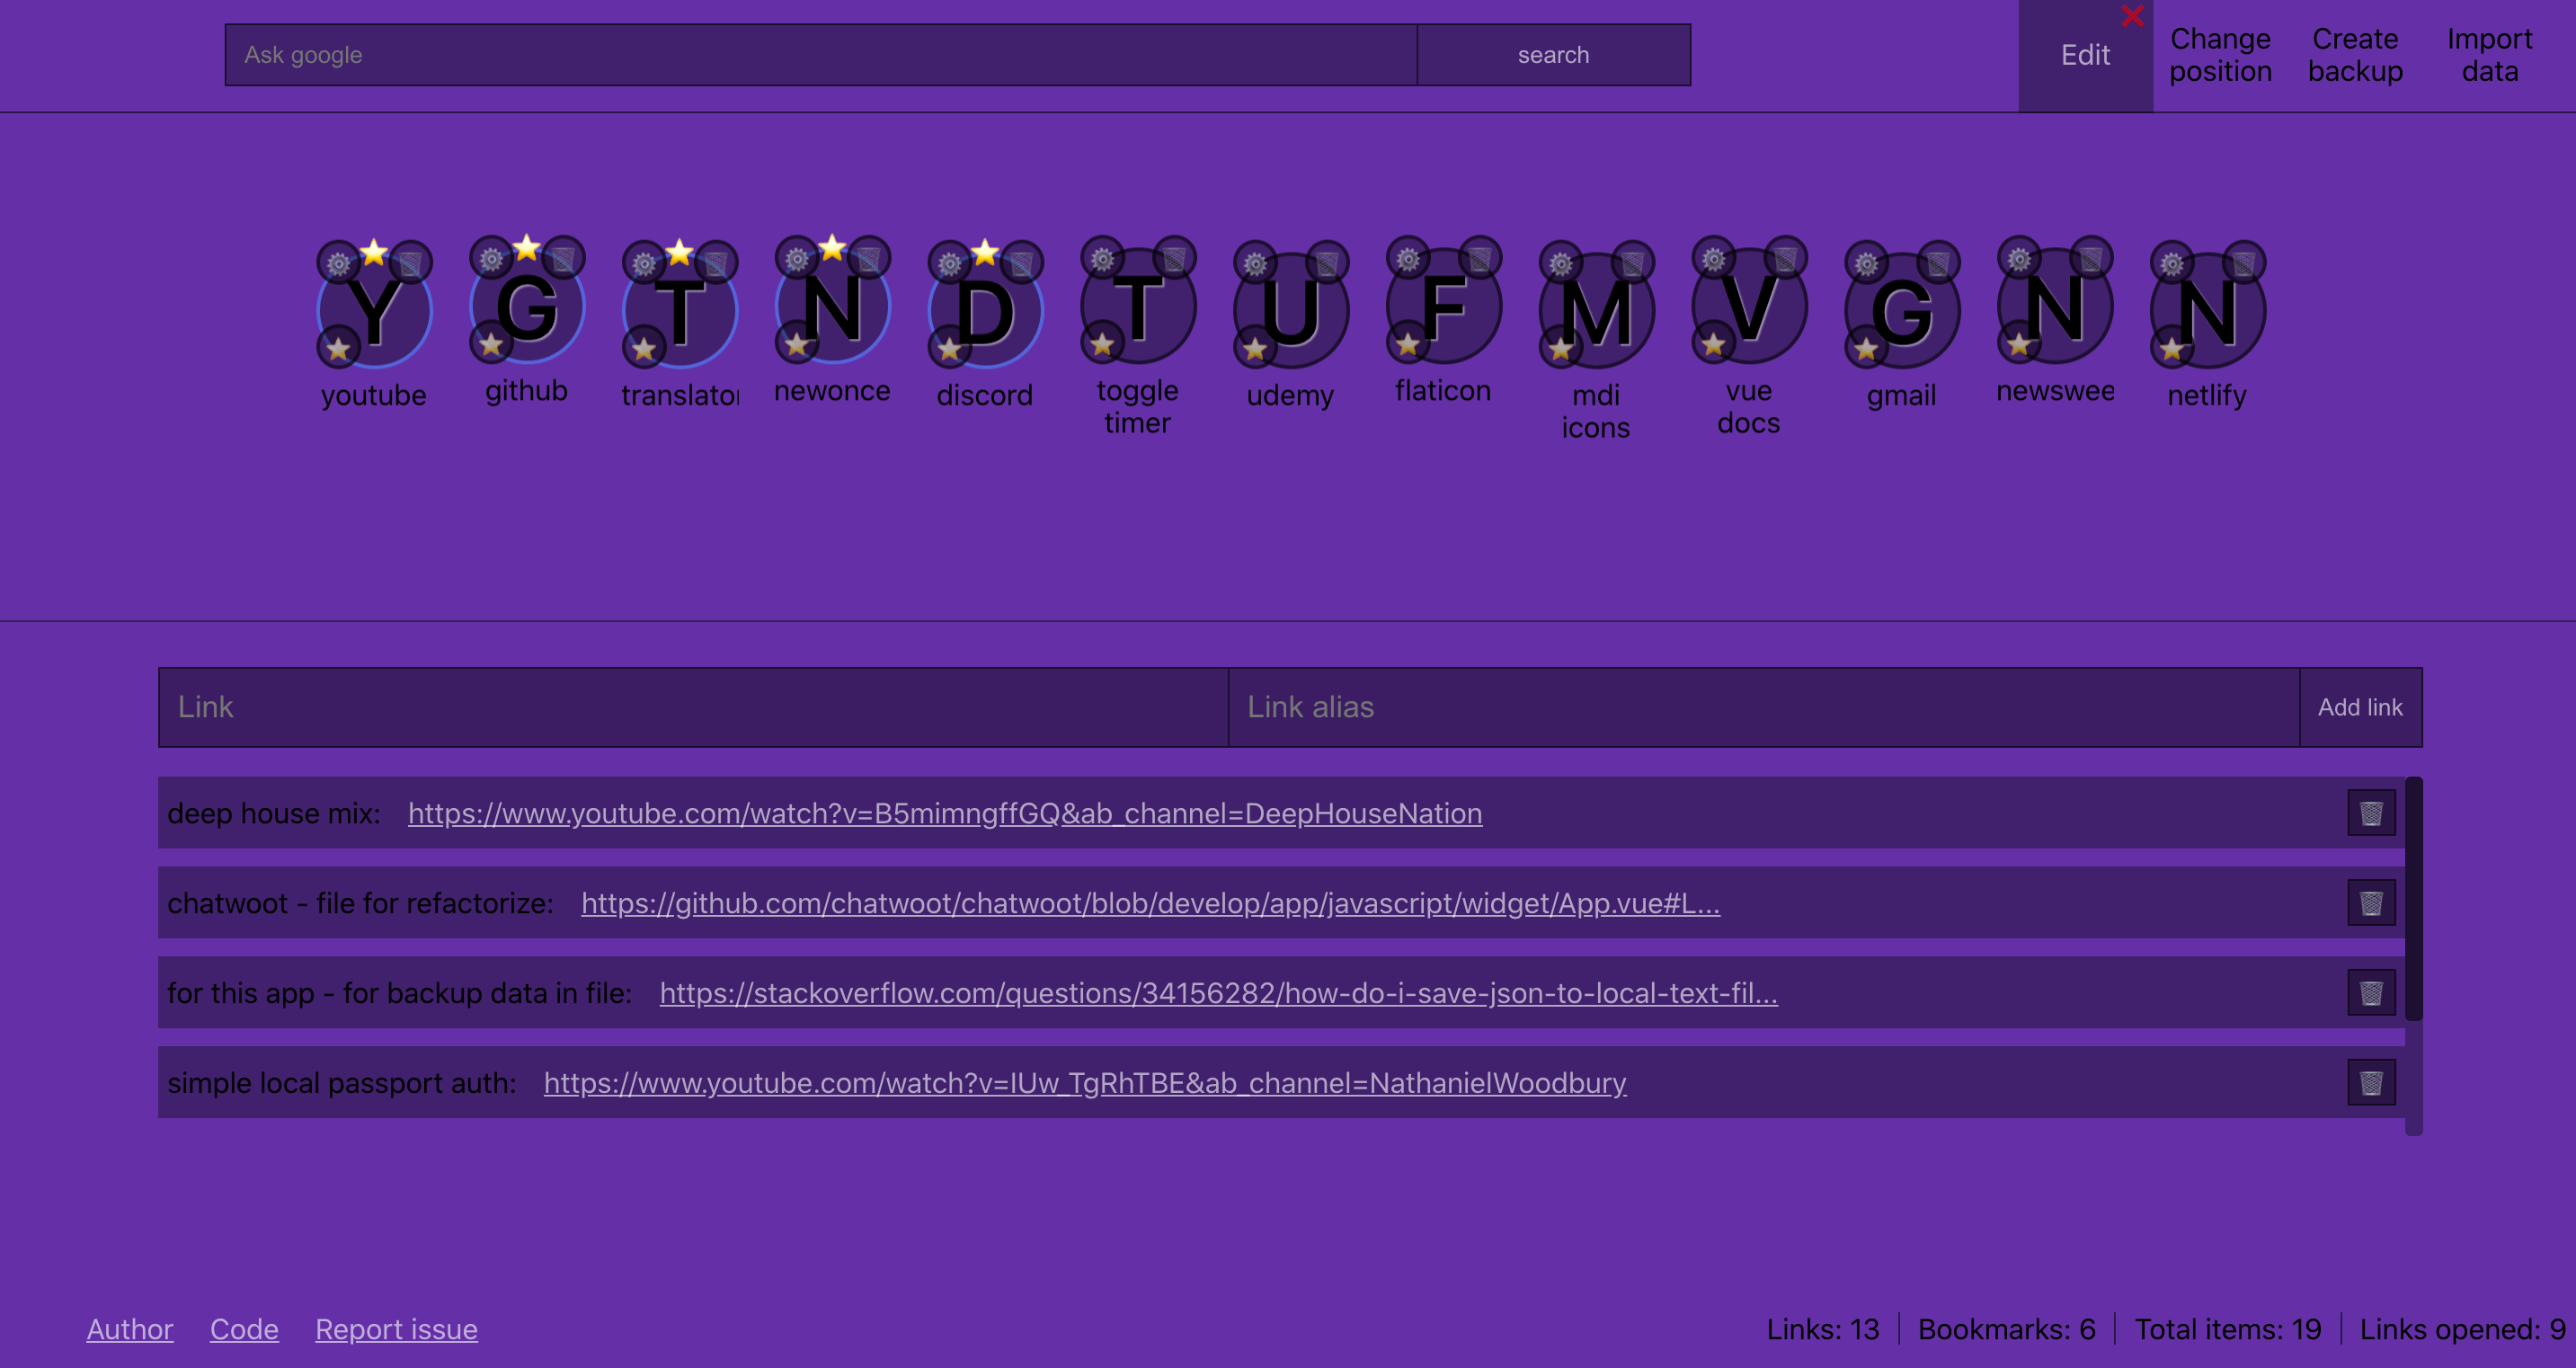 Ask google
search
Edit
Change
position
Create
backup
Import
data
Y
G
T
N
D
T
U
F
M
V
G
N
N
youtube
github
translator
newonce
discord
toggle
timer
udemy
flaticon
mdi
icons
vue
docs
gmail
newswee
netlify
Link
Link alias
Add link
deep house mix: https://www.youtube.com/watch?v=B5mimngffGQ&ab_channel=DeepHouseNation
chatwoot - file for refactorize: https://github.com/chatwoot/chatwoot/blob/develop/app/javascript/widget/App.vue#L...
for this app - for backup data in file: https://stackoverflow.com/questions/34156282/how-do-i-save-json-to-local-text-fil...
simple local passport auth: https://www.youtube.com/watch?v=IUw_TgRhTBE&ab_channel=NathanielWoodbury
Author Code Report issue
Links: 13 Bookmarks: 6 Total items: 19 Links opened: 9